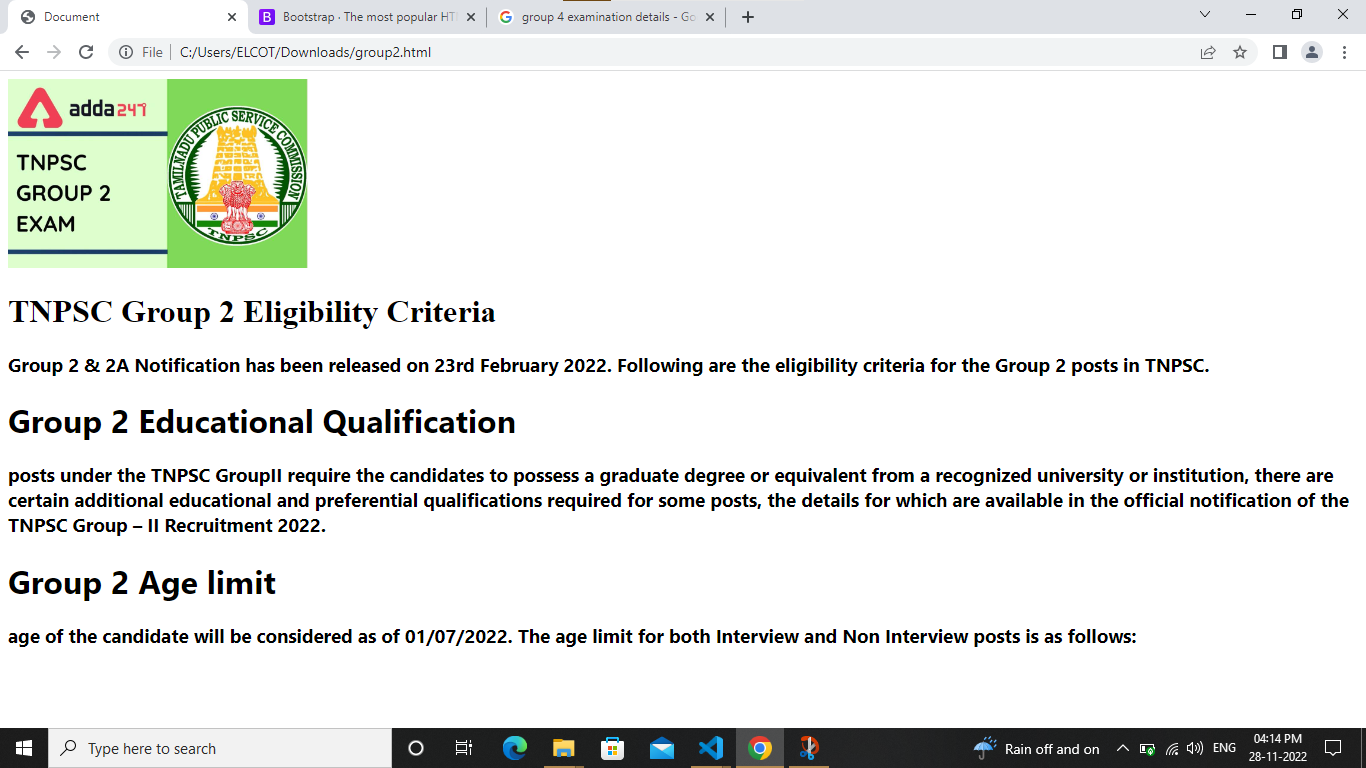 Document
Bootstrap · The most popular HT
group 4 examination details - Go
File
C:/Users/ELCOT/Downloads/group2.html
adda247
TNPSC
GROUP 2
EXAM
TAMILNADU PUBLIC SERVICE COMMISSION
TNPSC
TNPSC Group 2 Eligibility Criteria
Group 2 & 2A Notification has been released on 23rd February 2022. Following are the eligibility criteria for the Group 2 posts in TNPSC.
Group 2 Educational Qualification
posts under the TNPSC GroupII require the candidates to possess a graduate degree or equivalent from a recognized university or institution, there are
certain additional educational and preferential qualifications required for some posts, the details for which are available in the official notification of the
TNPSC Group – II Recruitment 2022.
Group 2 Age limit
age of the candidate will be considered as of 01/07/2022. The age limit for both Interview and Non Interview posts is as follows:
Type here to search
Rain off and on
ENG
04:14 PM
28-11-2022